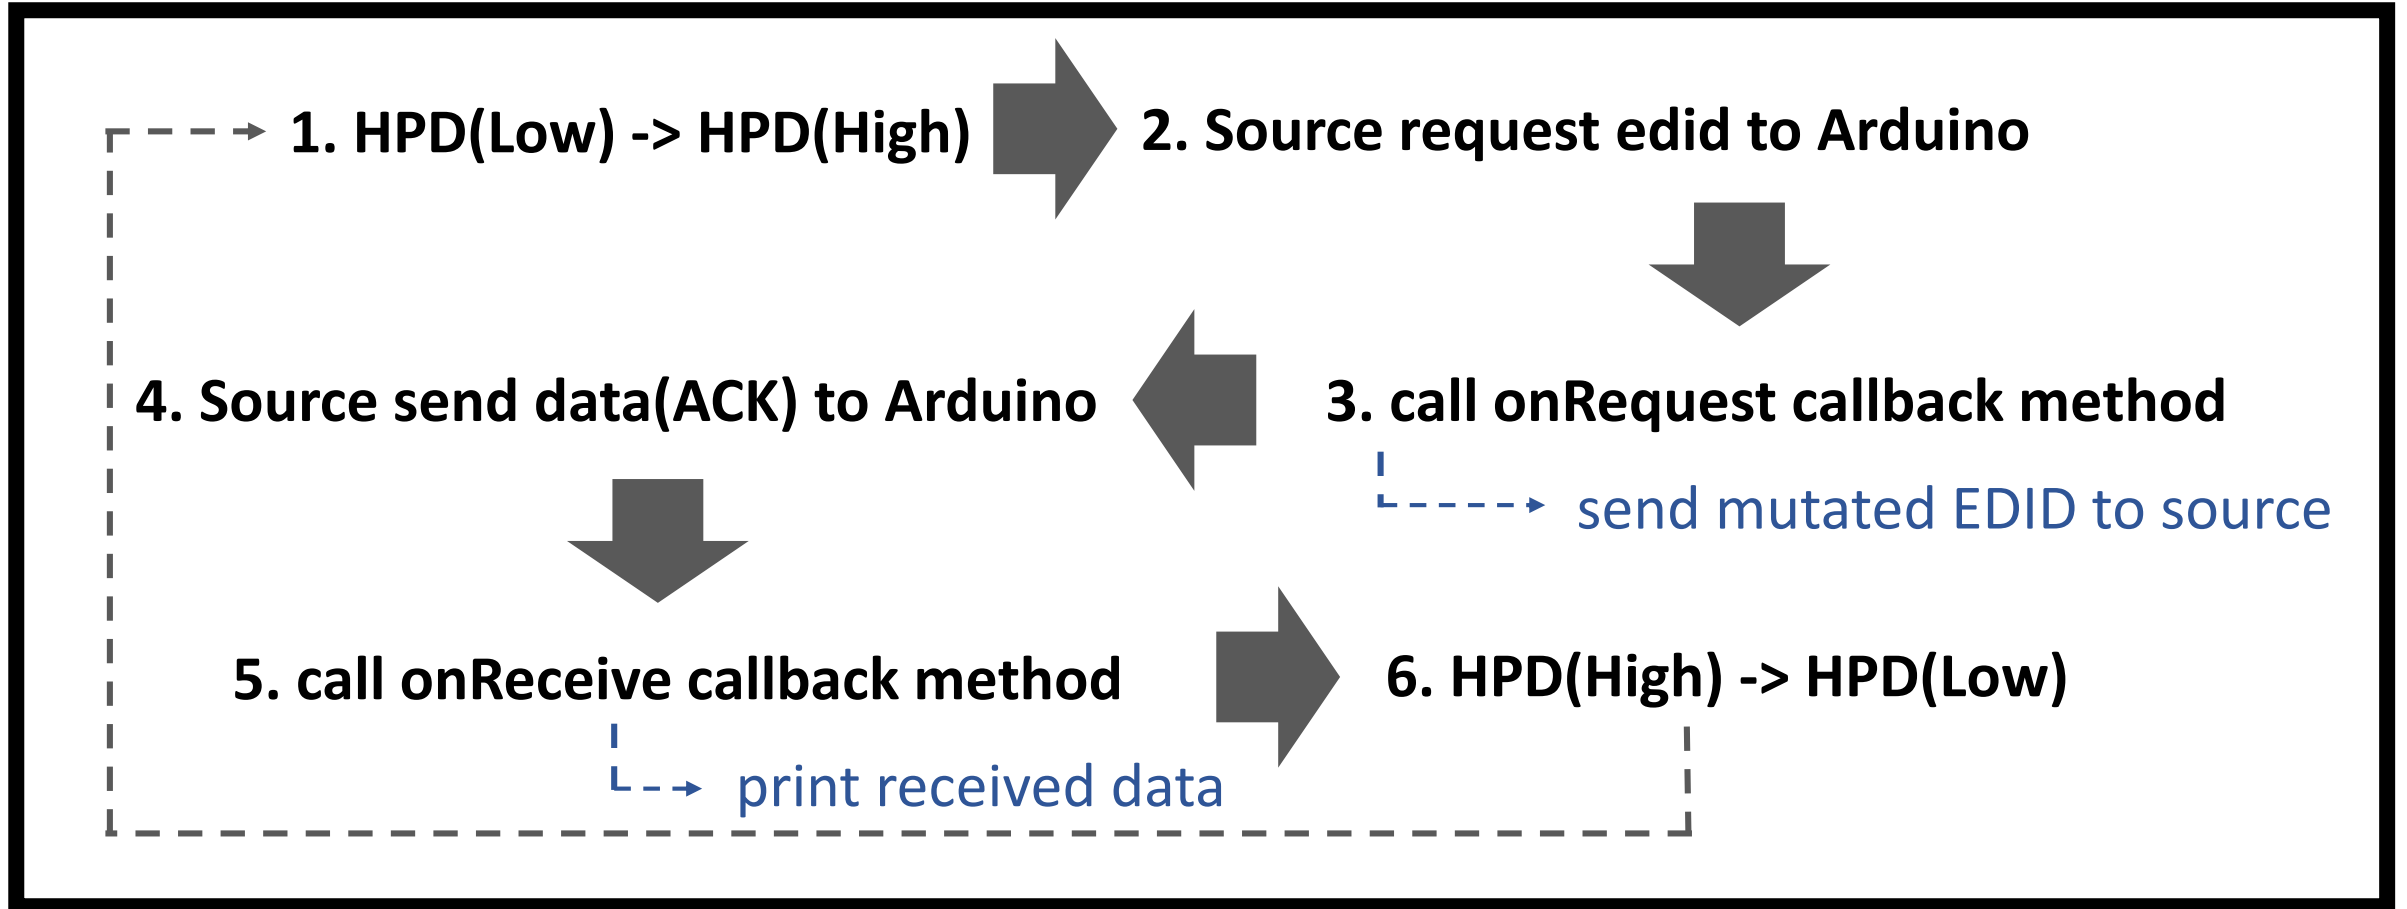 1. HPD(Low) -> HPD(High)
2. Source request edid to Arduino
3. call onRequest callback method
send mutated EDID to source
4. Source send data(ACK) to Arduino
5. call onReceive callback method
print received data
6. HPD(High) -> HPD(Low)